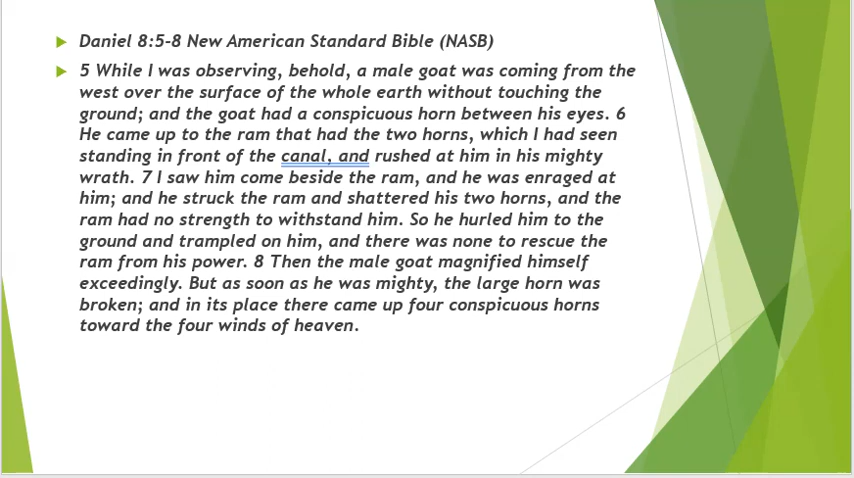 Daniel 8:5-8 New American Standard Bible (NASB)
5 While I was observing, behold, a male goat was coming from the
west over the surface of the whole earth without touching the
ground; and the goat had a conspicuous horn between his eyes. 6
He came up to the ram that had the two horns, which I had seen
standing in front of the canal, and rushed at him in his mighty
wrath. 7 I saw him come beside the ram, and he was enraged at
him; and he struck the ram and shattered his two horns, and the
ram had no strength to withstand him. So he hurled him to the
ground and trampled on him, and there was none to rescue the
ram from his power. 8 Then the male goat magnified himself
exceedingly. But as soon as he was mighty, the large horn was
broken; and in its place there came up four conspicuous horns
toward the four winds of heaven.